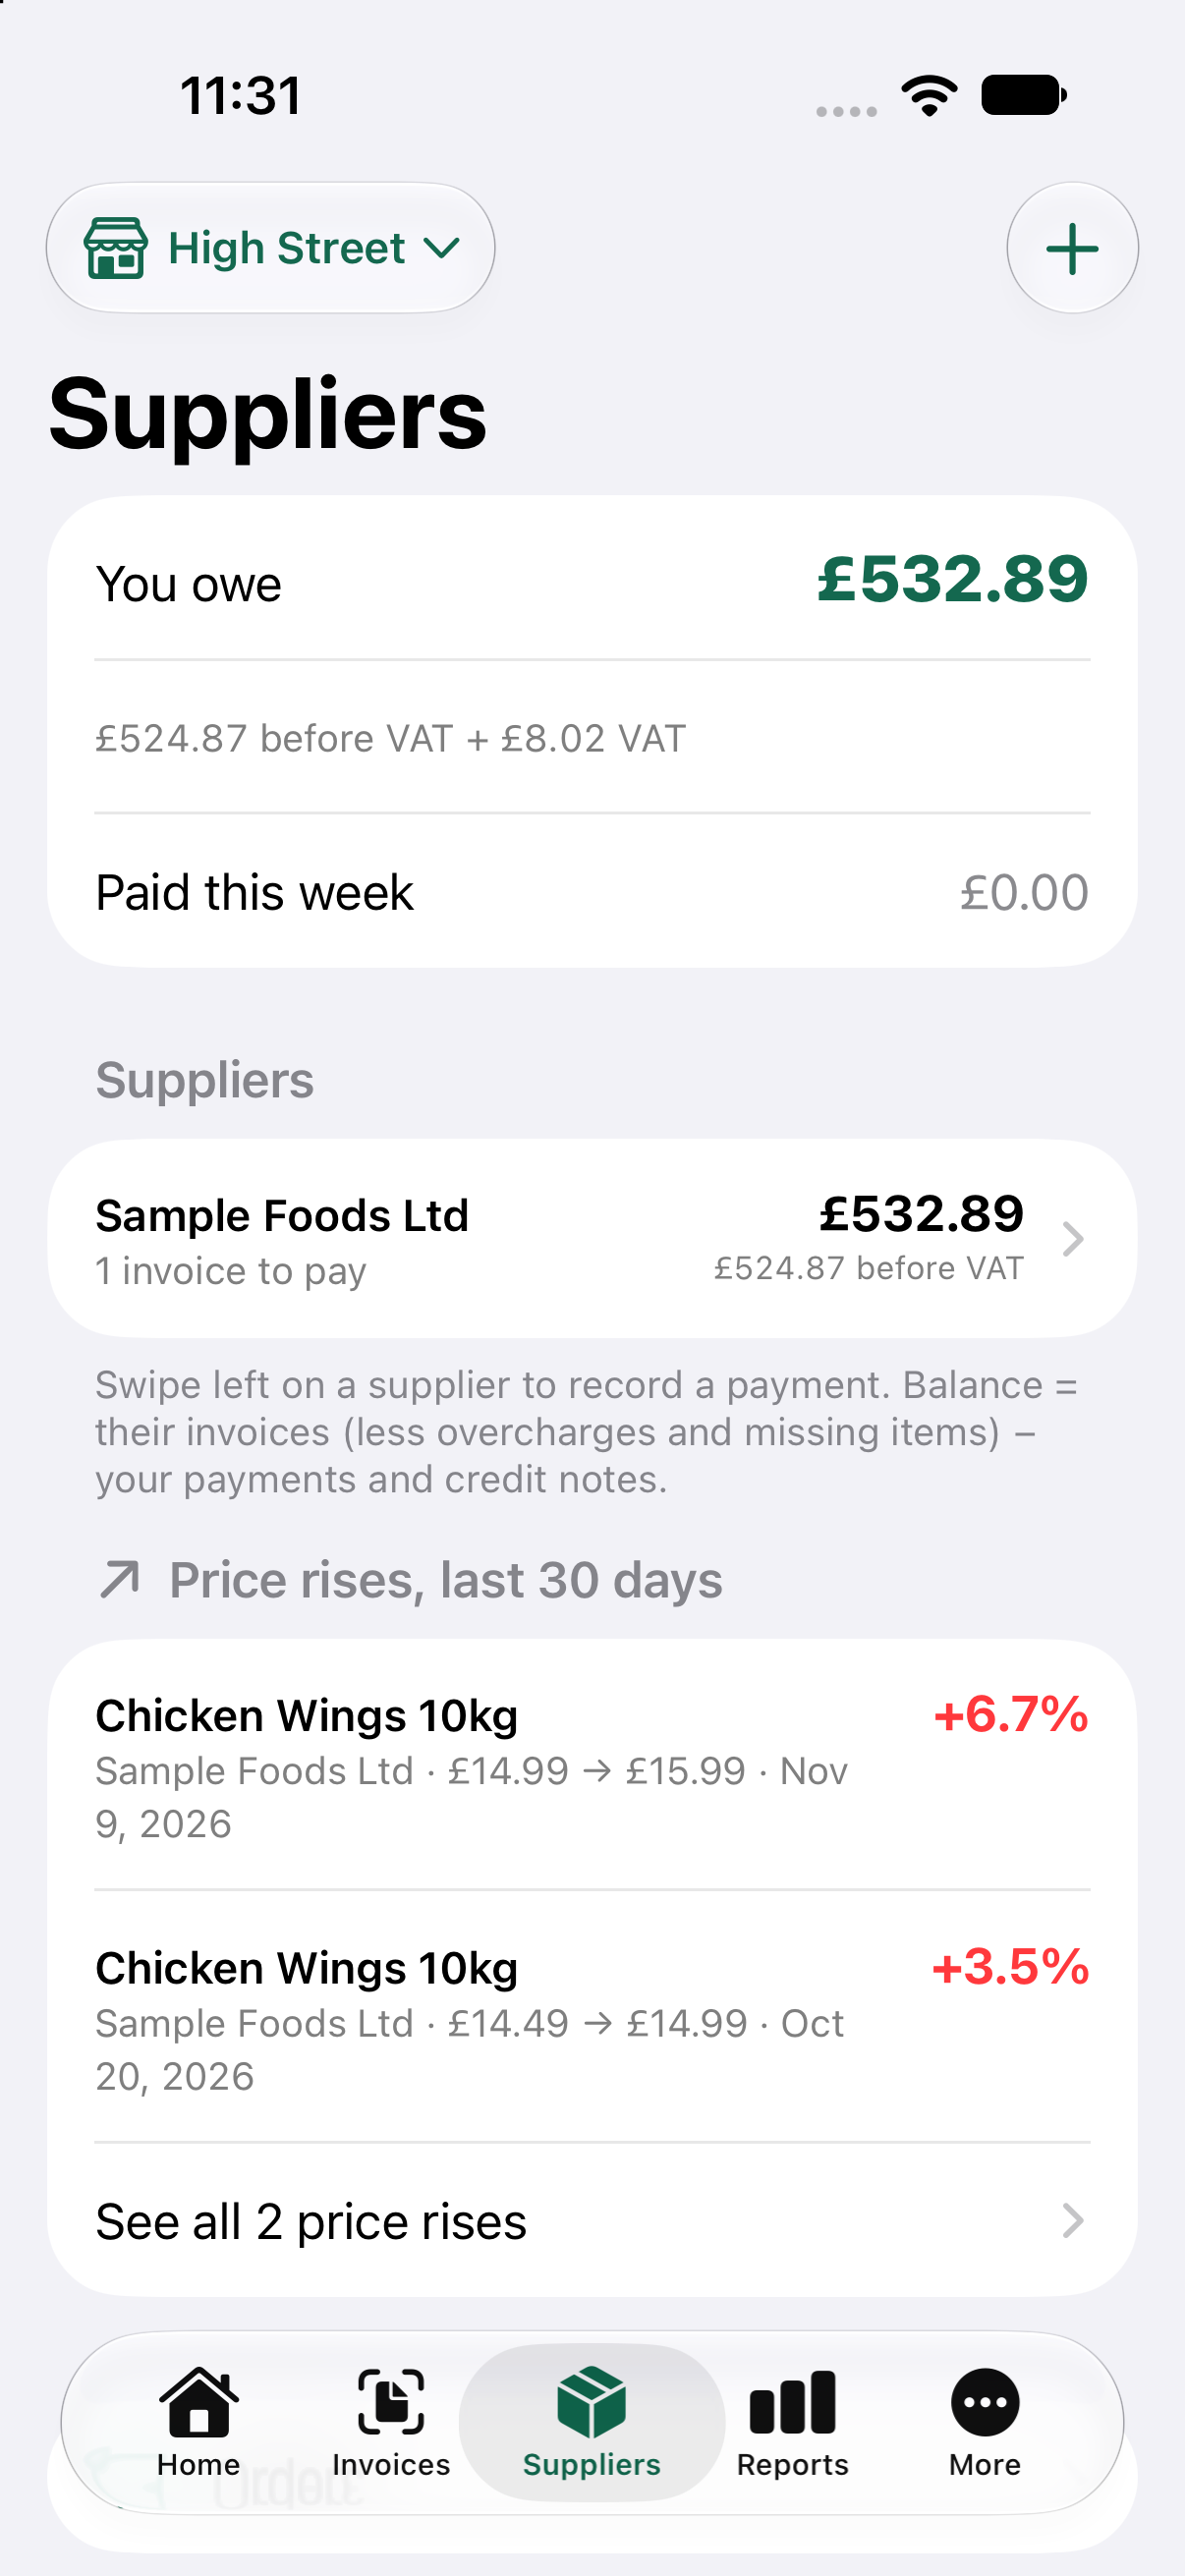 11:31
High Street
Suppliers
You owe £532.89
£524.87 before VAT + £8.02 VAT
Paid this week £0.00
Suppliers
Sample Foods Ltd £532.89
1 invoice to pay £524.87 before VAT
Swipe left on a supplier to record a payment. Balance =
their invoices (less overcharges and missing items) –
your payments and credit notes.
Price rises, last 30 days
Chicken Wings 10kg +6.7%
Sample Foods Ltd · £14.99 → £15.99 · Nov
9, 2026
Chicken Wings 10kg +3.5%
Sample Foods Ltd · £14.49 → £14.99 · Oct
20, 2026
See all 2 price rises
Home Invoices Suppliers Reports More